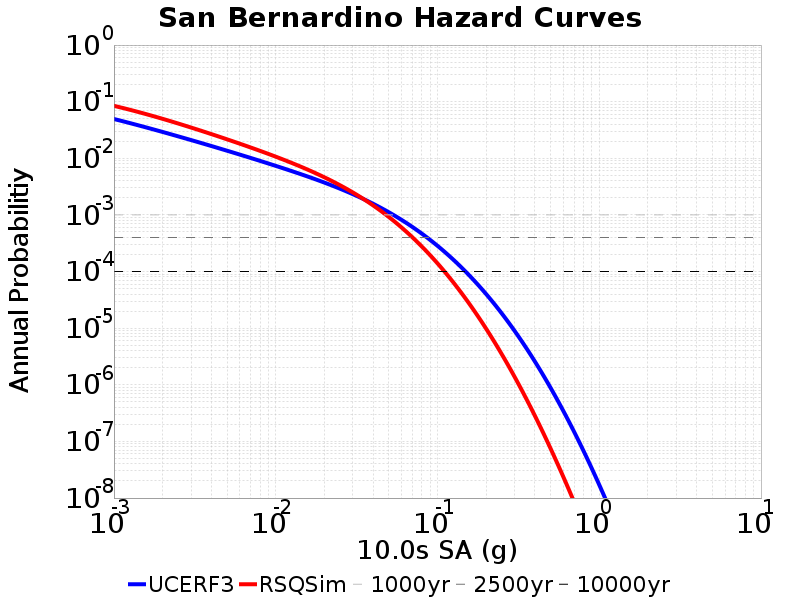 San Bernardino Hazard Curves
10^0
10^-1
10^-2
10^-3
10^-4
10^-5
10^-6
10^-7
10^-8
Annual Probabilitiy
10^-3 10^-2 10^-1 10^0 10^1
10.0s SA (g)
UCERF3 RSQSim 1000yr 2500yr 10000yr